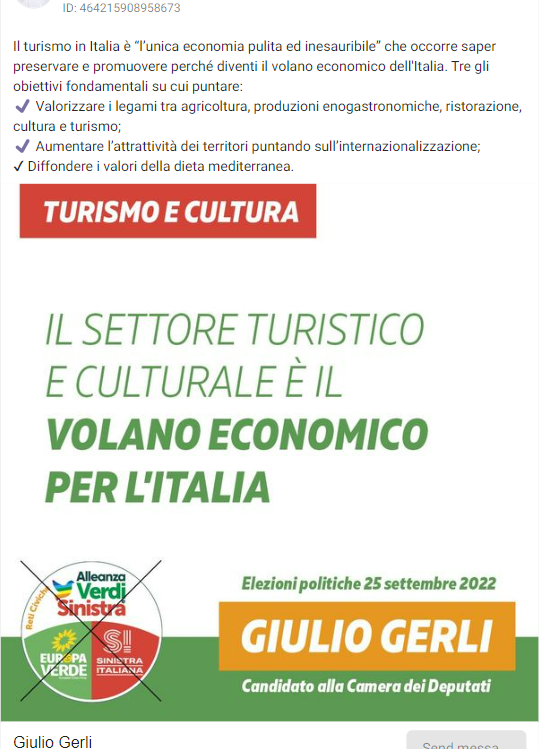 ID: 464215908958673
Il turismo in Italia è “l’unica economia pulita ed inesauribile” che occorre saper
preservare e promuovere perché diventi il volano economico dell'Italia. Tre gli
obiettivi fondamentali su cui puntare:
✔ Valorizzare i legami tra agricoltura, produzioni enogastronomiche, ristorazione,
cultura e turismo;
✔ Aumentare l’attrattività dei territori puntando sull’internazionalizzazione;
✓ Diffondere i valori della dieta mediterranea.
TURISMO E CULTURA
IL SETTORE TURISTICO
E CULTURALE È IL
VOLANO ECONOMICO
PER L'ITALIA
Reti Civiche
Alleanza
Verdi
Sinistra
EUROPA
VERDE
SI
SINISTRA
ITALIANA
Elezioni politiche 25 settembre 2022
GIULIO GERLI
Candidato alla Camera dei Deputati
Giulio Gerli
Send messa